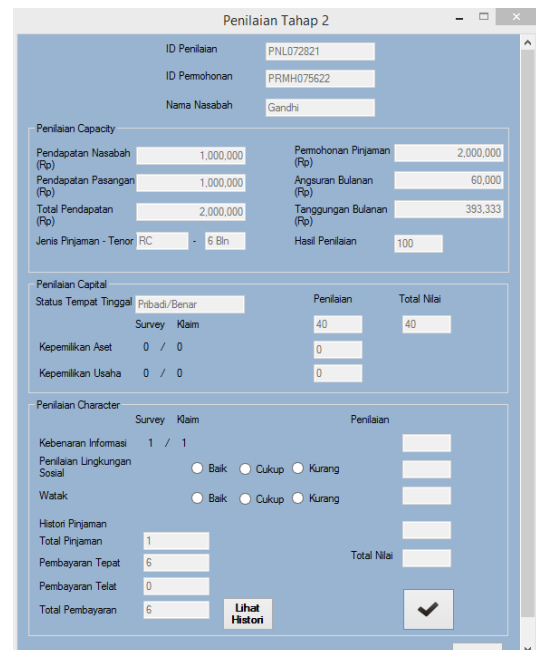 Penilaian Tahap 2
ID Penilaian PNL072821
ID Permohonan PRMH075622
Nama Nasabah Gandhi
Penilaian Capacity
Pendapatan Nasabah (Rp) 1,000,000 Permohonan Pinjaman (Rp) 2,000,000
Pendapatan Pasangan (Rp) 1,000,000 Angsuran Bulanan (Rp) 60,000
Total Pendapatan (Rp) 2,000,000 Tanggungan Bulanan (Rp) 393,333
Jenis Pinjaman - Tenor RC - 6 Bln Hasil Penilaian 100
Penilaian Capital
Status Tempat Tinggal Pribadi/Benar Penilaian Total Nilai
Survey Klaim 40 40
Kepemilikan Aset 0 / 0 0
Kepemilikan Usaha 0 / 0 0
Penilaian Character
Survey Klaim Penilaian
Kebenaran Informasi 1 / 1
Penilaian Lingkungan Sosial Baik Cukup Kurang
Watak Baik Cukup Kurang
Histori Pinjaman
Total Pinjaman 1
Pembayaran Tepat 6 Total Nilai
Pembayaran Telat 0
Total Pembayaran 6 Lihat Histori